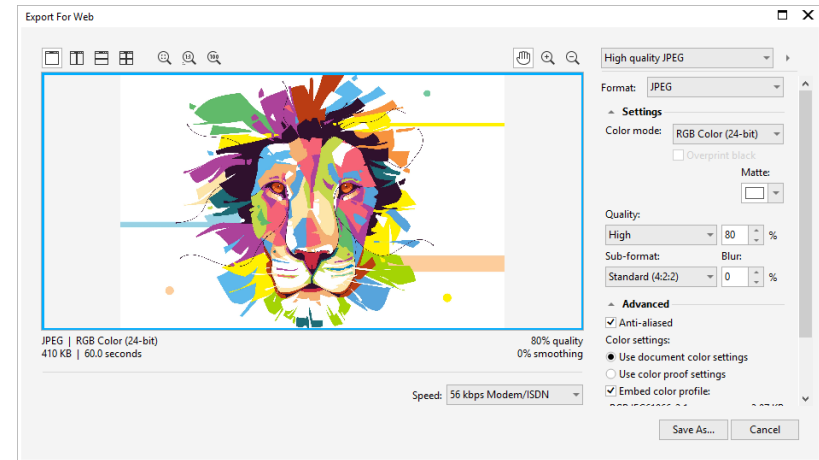 Export For Web
High quality JPEG
Format: JPEG
Settings
Color mode: RGB Color (24-bit)
Overprint black
Matte:
Quality:
High 80 %
Sub-format: Blur:
Standard (4:2:2) 0 %
Advanced
Anti-aliased
Color settings:
Use document color settings
Use color proof settings
Embed color profile:
JPEG | RGB Color (24-bit) 80% quality
410 KB | 60.0 seconds 0% smoothing
Speed: 56 kbps Modem/ISDN
Save As... Cancel